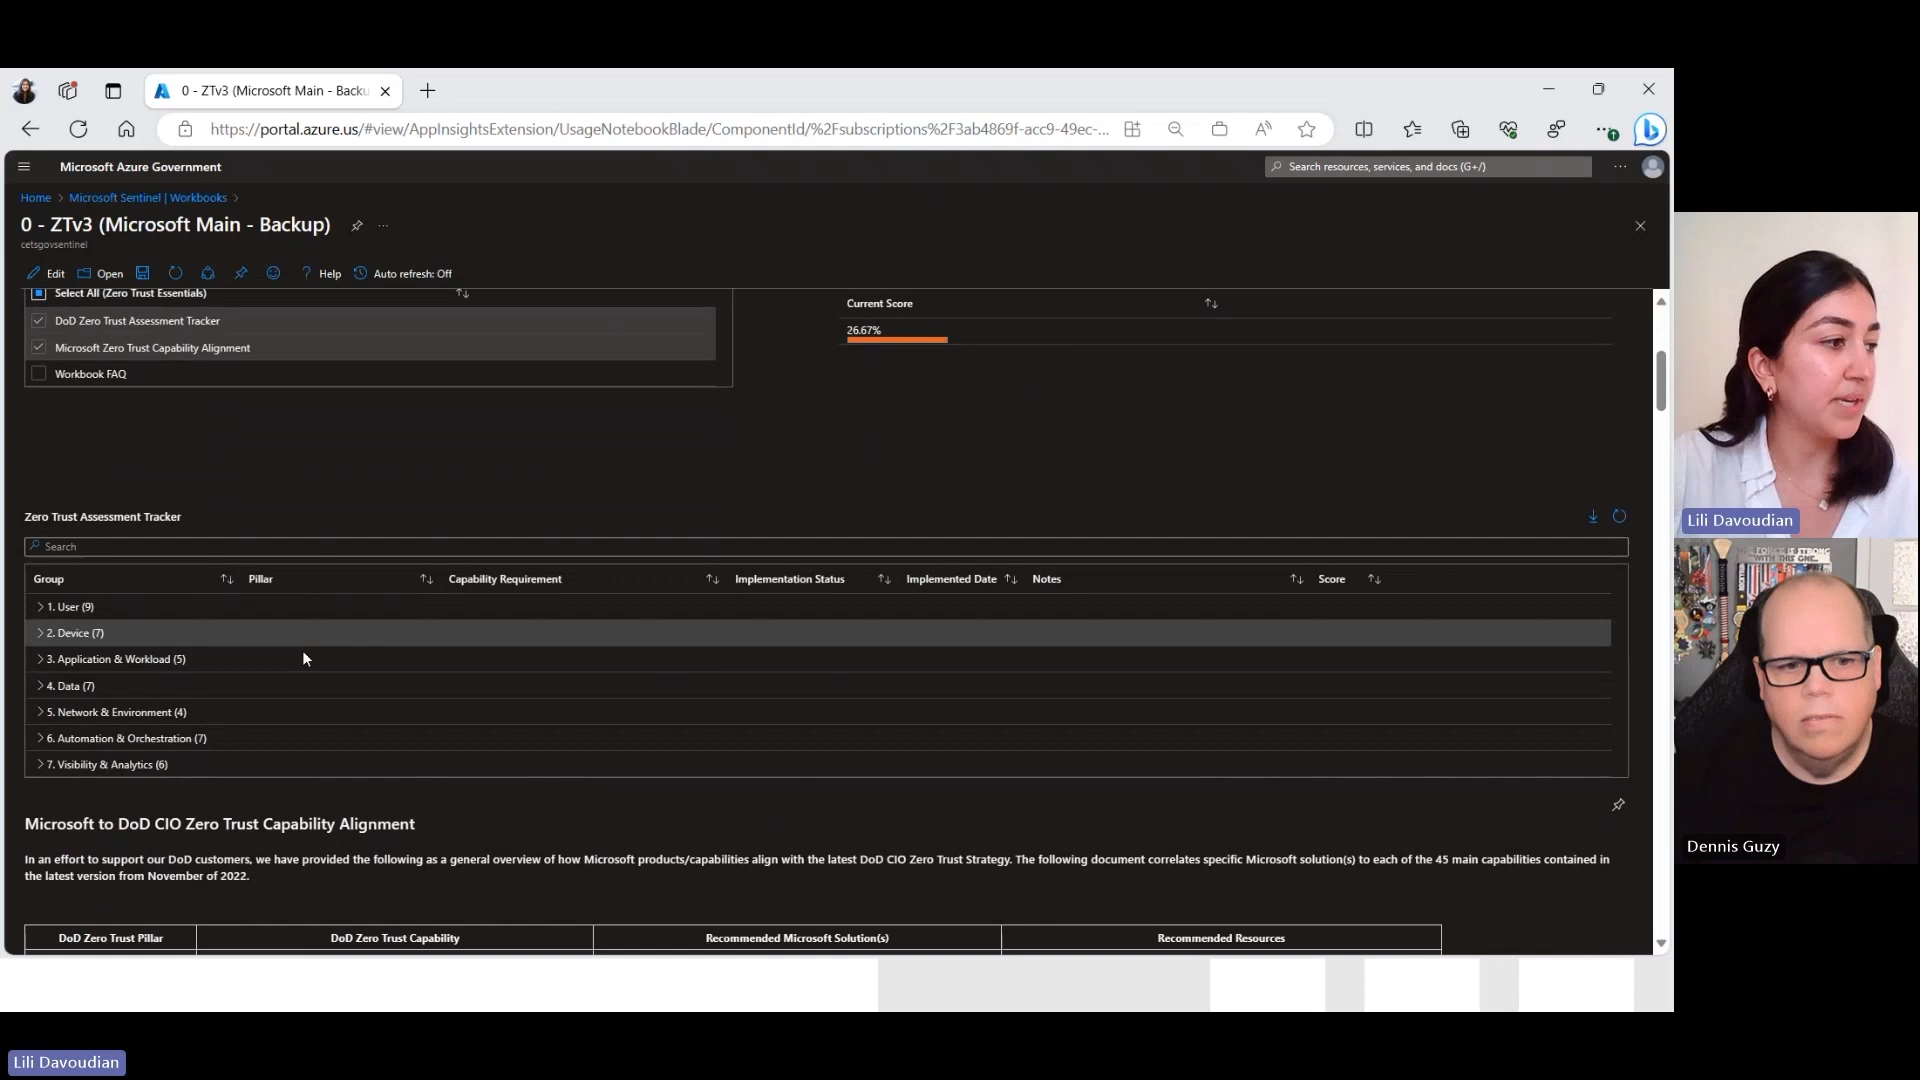 0 - ZTv3 (Microsoft Main - Backu
https://portal.azure.us/#view/AppInsightsExtension/UsageNotebookBlade/ComponentId/%2Fsubscriptions%2F3ab4869f-acc9-49ec-...
Microsoft Azure Government
Search resources, services, and docs (G+/)
Home > Microsoft Sentinel | Workbooks >
0 - ZTv3 (Microsoft Main - Backup)
cetsgovsentinel
Edit Open Help Auto refresh: Off
Select All (Zero Trust Essentials)
DoD Zero Trust Assessment Tracker
Microsoft Zero Trust Capability Alignment
Workbook FAQ
Current Score
26.67%
Zero Trust Assessment Tracker
Search
Group Pillar Capability Requirement Implementation Status Implemented Date Notes Score
1. User (9)
2. Device (7)
3. Application & Workload (5)
4. Data (7)
5. Network & Environment (4)
6. Automation & Orchestration (7)
7. Visibility & Analytics (6)
Microsoft to DoD CIO Zero Trust Capability Alignment
In an effort to support our DoD customers, we have provided the following as a general overview of how Microsoft products/capabilities align with the latest DoD CIO Zero Trust Strategy. The following document correlates specific Microsoft solution(s) to each of the 45 main capabilities contained in
the latest version from November of 2022.
DoD Zero Trust Pillar DoD Zero Trust Capability Recommended Microsoft Solution(s) Recommended Resources
Lili Davoudian
THE FORCE IS STRONG
WITH THIS ONE...
Dennis Guzy
Lili Davoudian